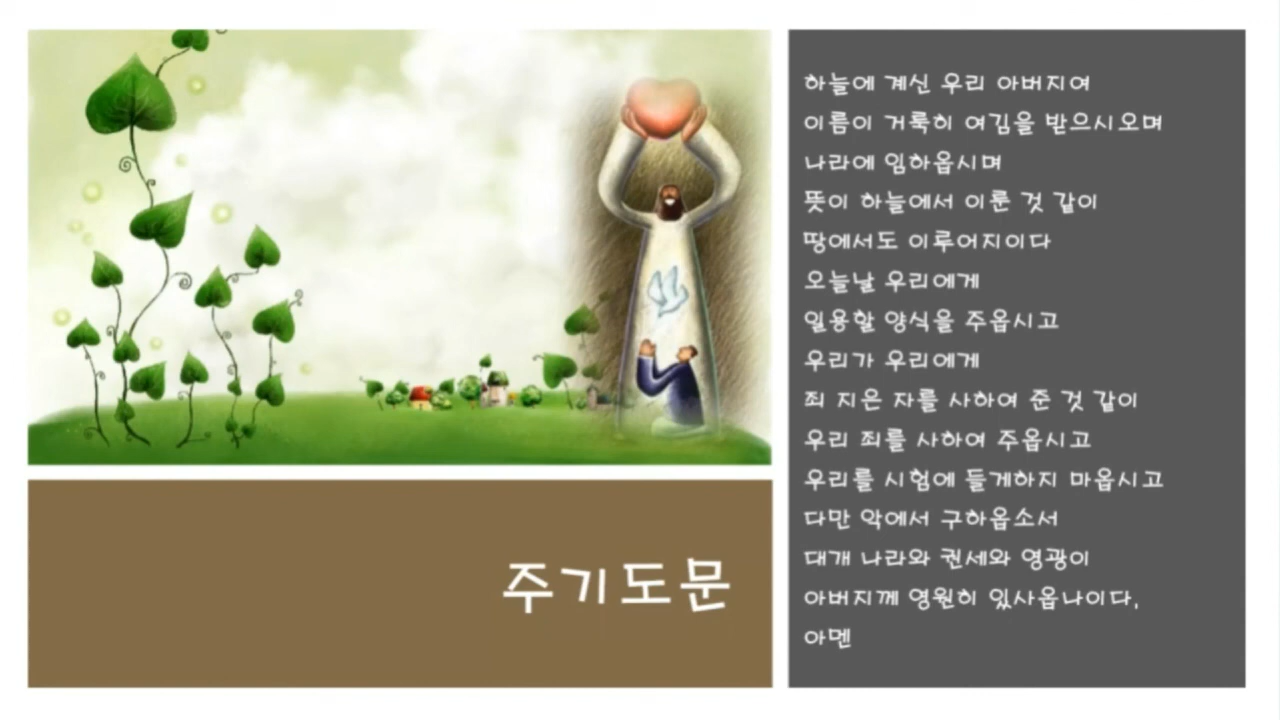 주기도문
하늘에 계신 우리 아버지여
이름이 거룩히 여김을 받으시오며
나라에 임하옵시며
뜻이 하늘에서 이룬 것 같이
땅에서도 이루어지이다
오늘날 우리에게
일용할 양식을 주옵시고
우리가 우리에게
죄 지은 자를 사하여 준 것 같이
우리 죄를 사하여 주옵시고
우리를 시험에 들게하지 마옵시고
다만 악에서 구하옵소서
대개 나라와 권세와 영광이
아버지께 영원히 있사옵나이다,
아멘